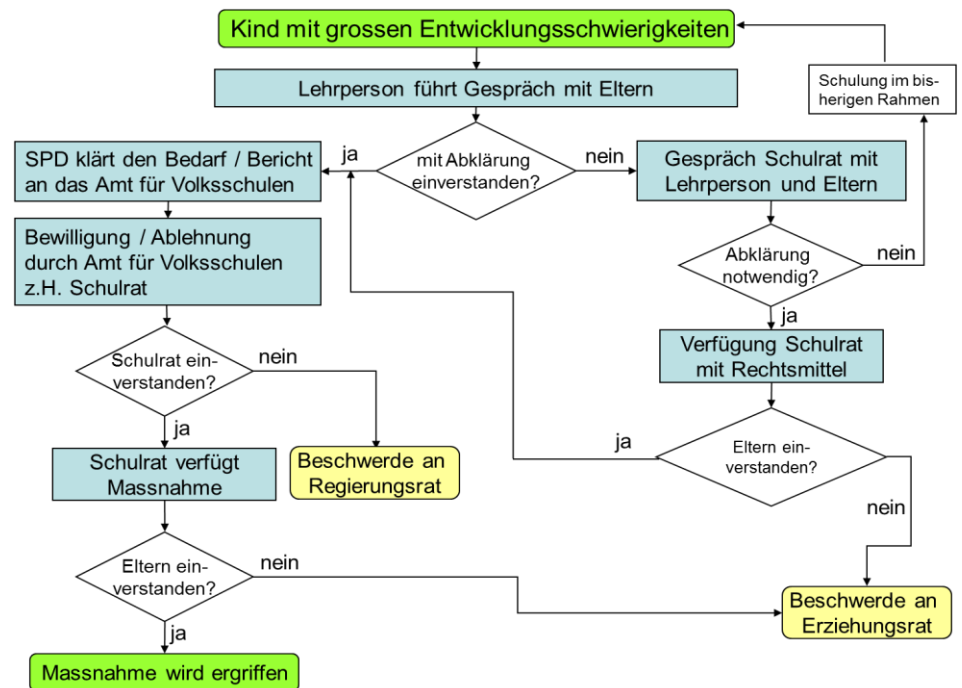 Kind mit grossen Entwicklungsschwierigkeiten
Lehrperson führt Gespräch mit Eltern
Schulung im bis-
herigen Rahmen
SPD klärt den Bedarf / Bericht
an das Amt für Volksschulen
ja
mit Abklärung
einverstanden?
nein
Gespräch Schulrat mit
Lehrperson und Eltern
Bewilligung / Ablehnung
durch Amt für Volksschulen
z.H. Schulrat
Abklärung
notwendig?
nein
ja
Schulrat ein-
verstanden?
nein
Verfügung Schulrat
mit Rechtsmittel
ja
Schulrat verfügt
Massnahme
Beschwerde an
Regierungsrat
ja
Eltern ein-
verstanden?
nein
Eltern ein-
verstanden?
nein
Beschwerde an
Erziehungsrat
ja
Massnahme wird ergriffen